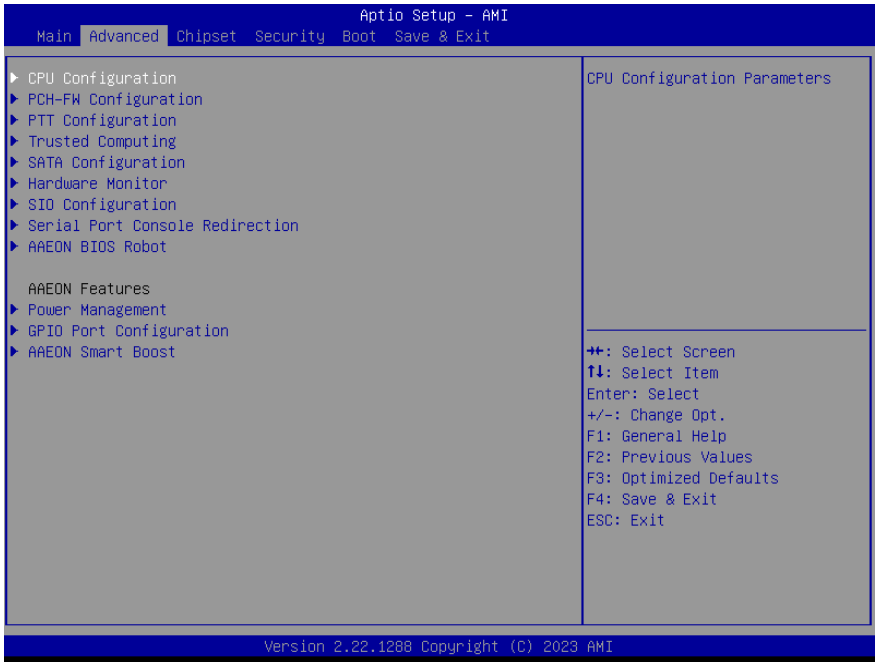 Aptio Setup – AMI
Main Advanced Chipset Security Boot Save & Exit
▶ CPU Configuration
▶ PCH-FW Configuration
▶ PTT Configuration
▶ Trusted Computing
▶ SATA Configuration
▶ Hardware Monitor
▶ SIO Configuration
▶ Serial Port Console Redirection
▶ AAEON BIOS Robot
AAEON Features
▶ Power Management
▶ GPIO Port Configuration
▶ AAEON Smart Boost
CPU Configuration Parameters
→←: Select Screen
↑↓: Select Item
Enter: Select
+/-: Change Opt.
F1: General Help
F2: Previous Values
F3: Optimized Defaults
F4: Save & Exit
ESC: Exit
Version 2.22.1288 Copyright (C) 2023 AMI